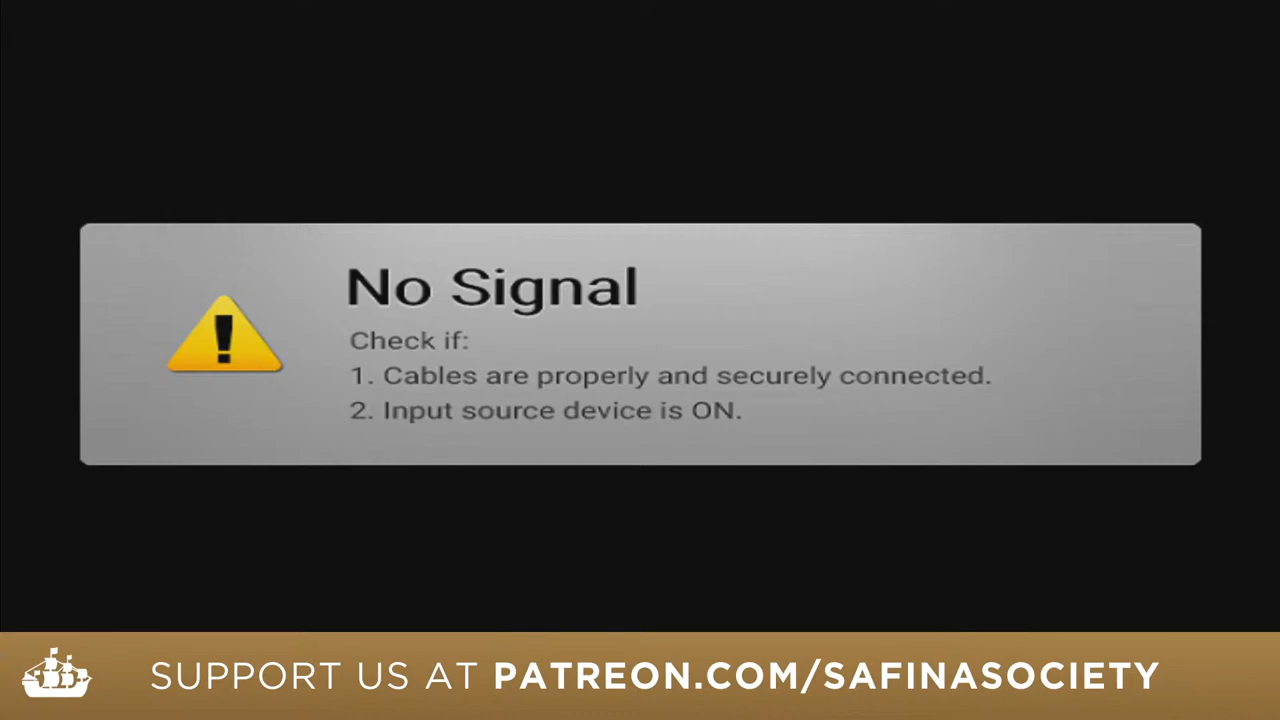 No Signal
Check if:
1. Cables are properly and securely connected.
2. Input source device is ON.
SUPPORT US AT PATREON.COM/SAFINASOCIETY